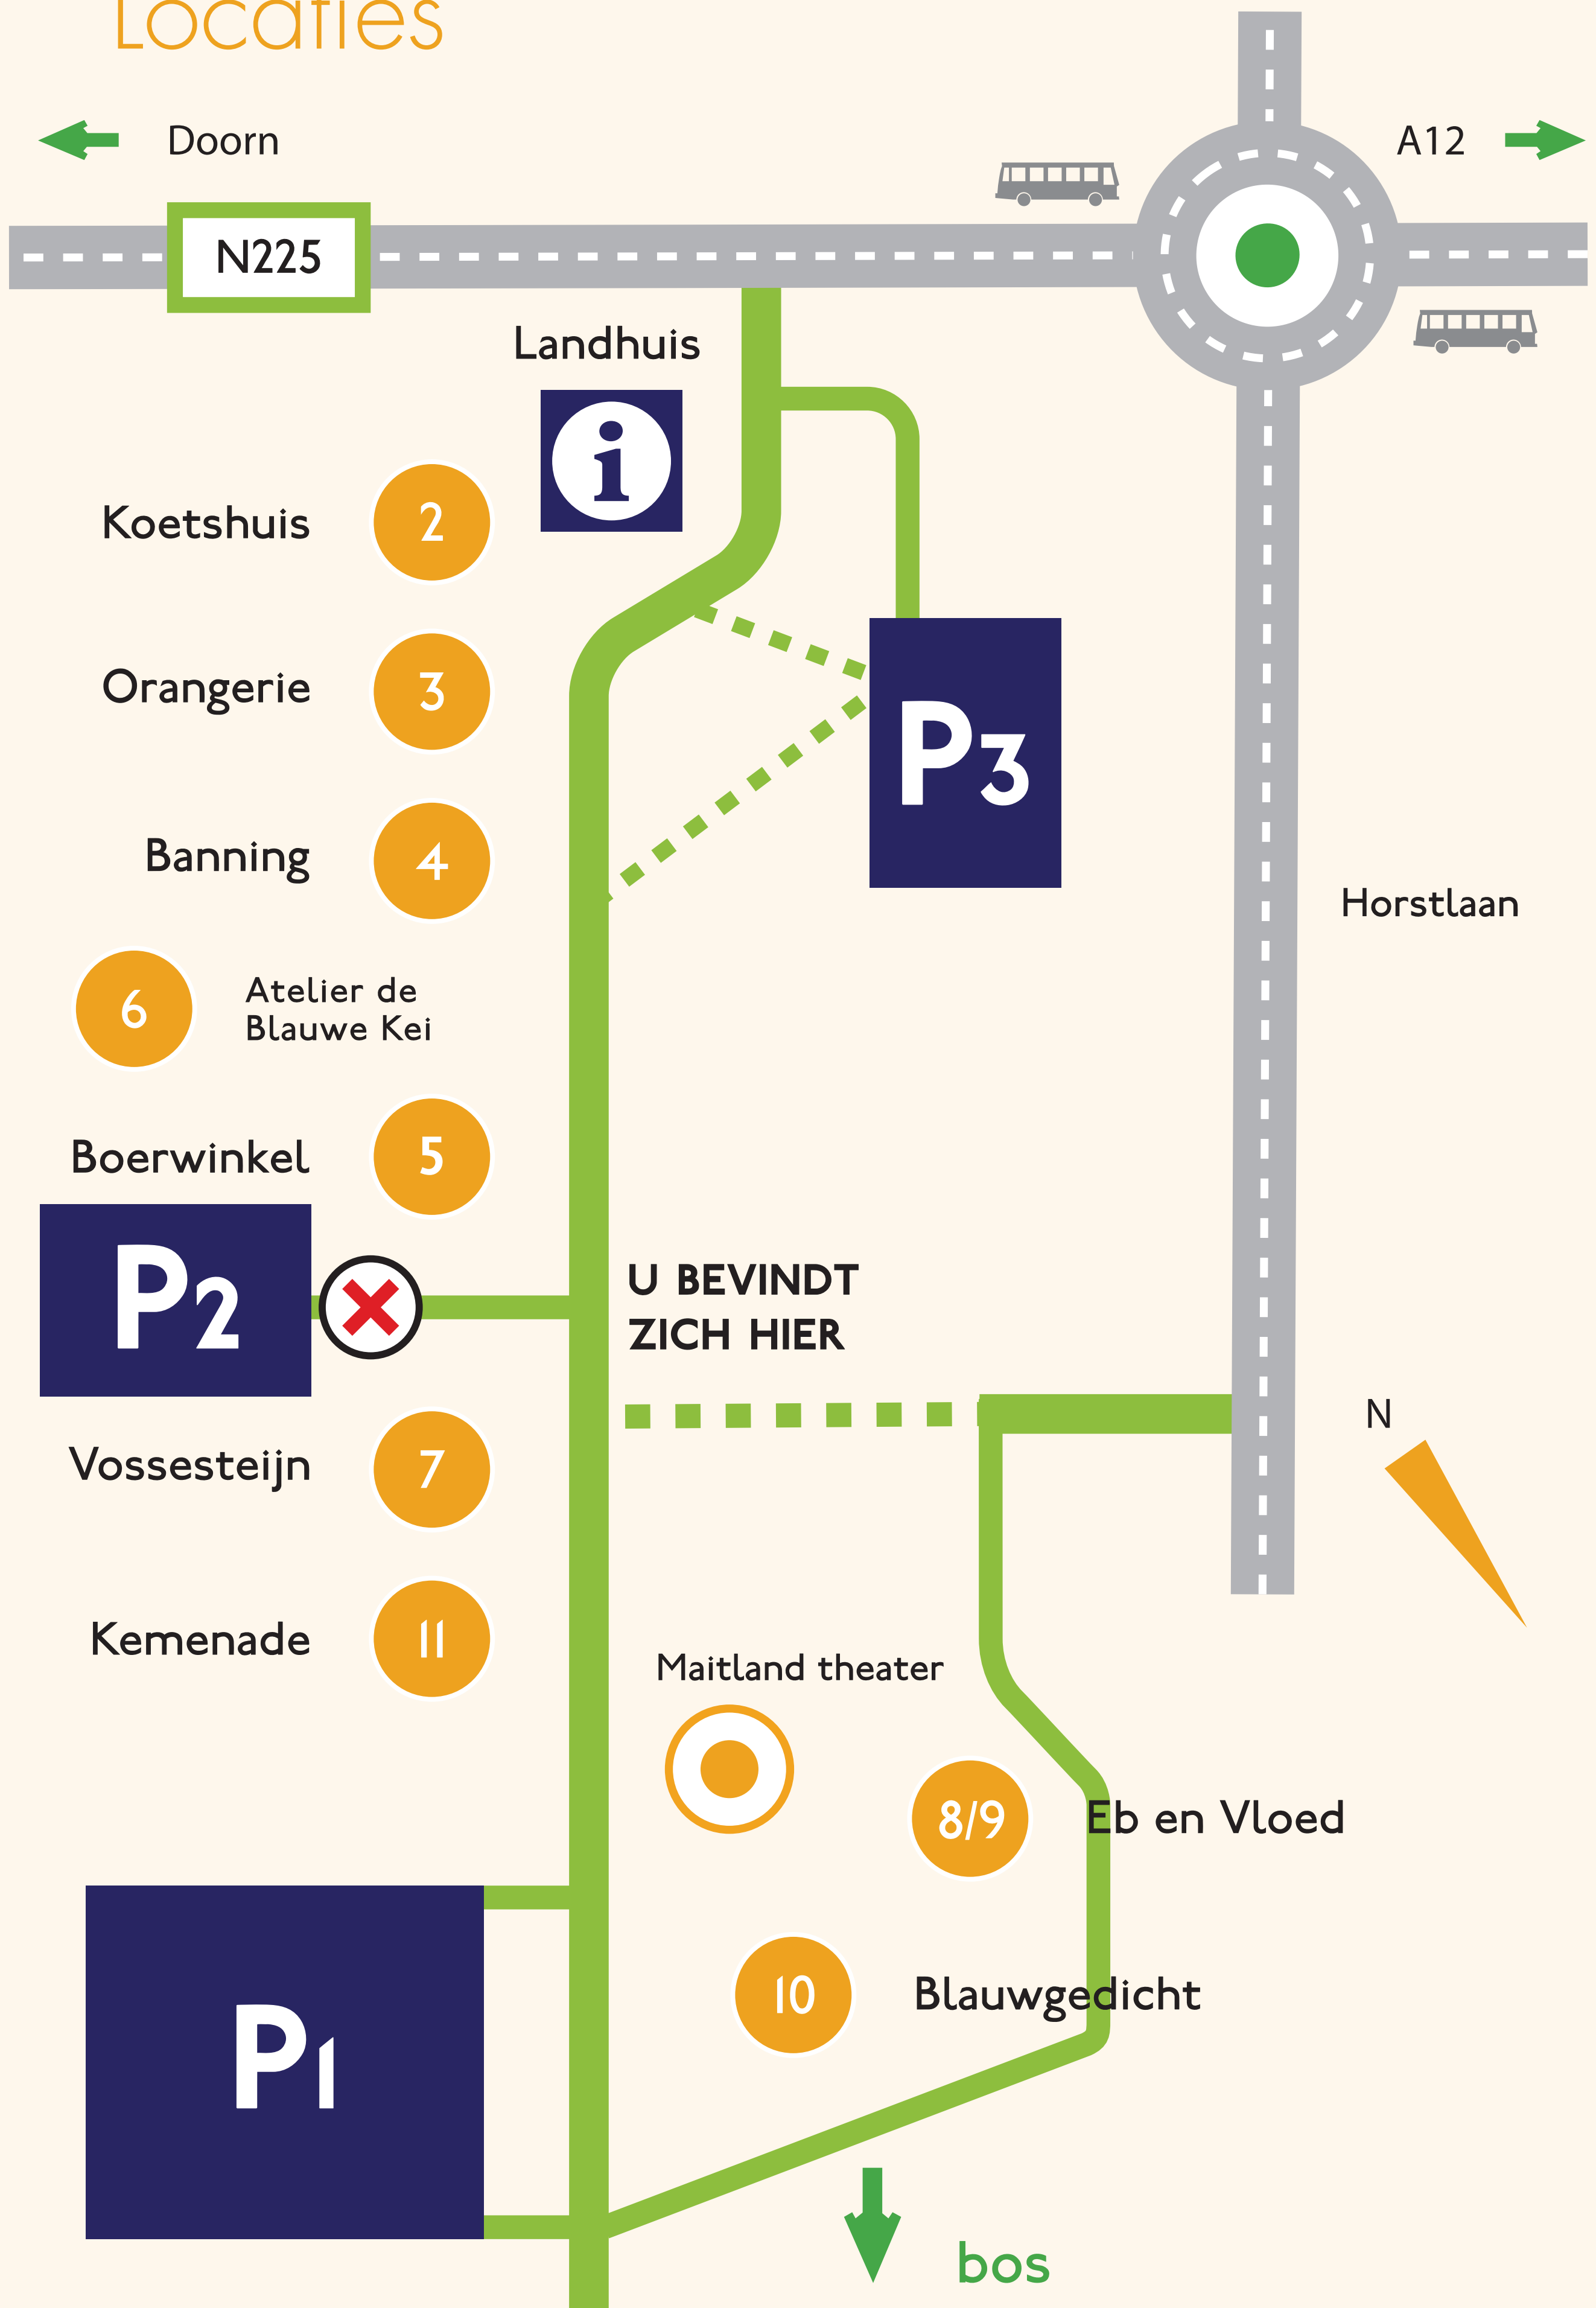 Locaties
Doorn
A12
N225
Landhuis
i
Koetshuis
2
Orangerie
3
P3
Banning
4
Horstlaan
6
Atelier de
Blauwe Kei
Boerwinkel
5
P2
U BEVINDT
ZICH HIER
N
Vossesteijn
7
Kemenade
11
Maitland theater
8/9
Eb en Vloed
10
Blauwgedicht
P1
bos